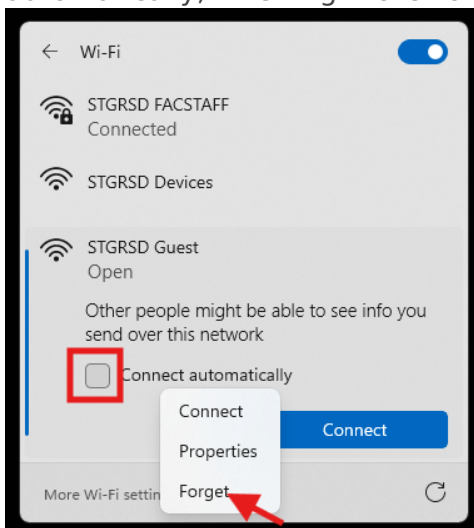 Wi-Fi
STGRSD FACSTAFF
Connected
STGRSD Devices
STGRSD Guest
Open
Other people might be able to see info you
send over this network
Connect automatically
Connect
Connect
Properties
Forget
More Wi-Fi settin